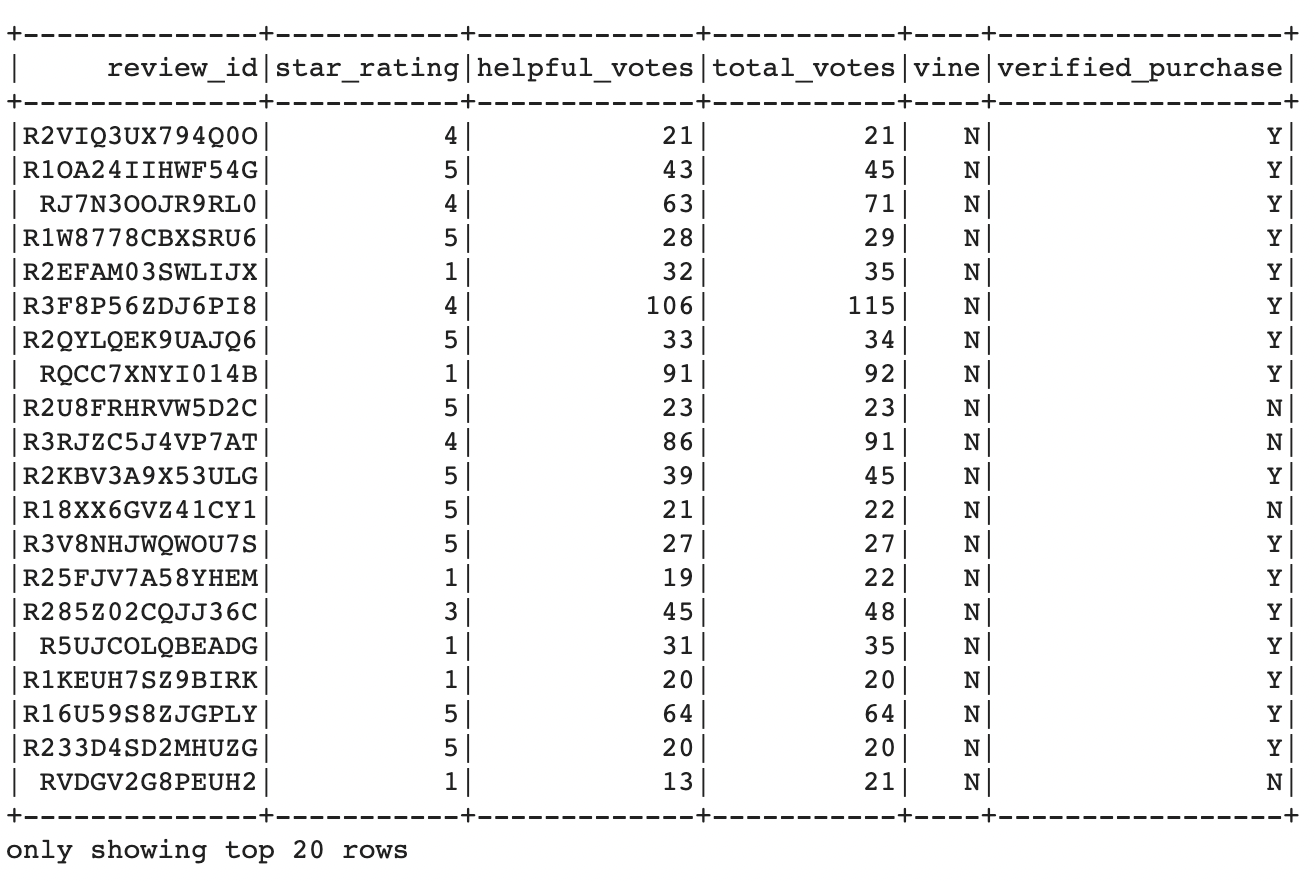 +--------------+-----------+-------------+-----------+----+-----------------+
|     review_id|star_rating|helpful_votes|total_votes|vine|verified_purchase|
+--------------+-----------+-------------+-----------+----+-----------------+
|R2VIQ3UX794Q0O|          4|           21|         21|   N|                Y|
|R1OA24IIHWF54G|          5|           43|         45|   N|                Y|
| RJ7N3OOJR9RL0|          4|           63|         71|   N|                Y|
|R1W8778CBXSRU6|          5|           28|         29|   N|                Y|
|R2EFAM03SWLIJX|          1|           32|         35|   N|                Y|
|R3F8P56ZDJ6PI8|          4|          106|        115|   N|                Y|
|R2QYLQEK9UAJQ6|          5|           33|         34|   N|                Y|
| RQCC7XNYI014B|          1|           91|         92|   N|                Y|
|R2U8FRHRVW5D2C|          5|           23|         23|   N|                N|
|R3RJZC5J4VP7AT|          4|           86|         91|   N|                N|
|R2KBV3A9X53ULG|          5|           39|         45|   N|                Y|
|R18XX6GVZ41CY1|          5|           21|         22|   N|                N|
|R3V8NHJWQWOU7S|          5|           27|         27|   N|                Y|
|R25FJV7A58YHEM|          1|           19|         22|   N|                Y|
|R285Z02CQJJ36C|          3|           45|         48|   N|                Y|
| R5UJCOLQBEADG|          1|           31|         35|   N|                Y|
|R1KEUH7SZ9BIRK|          1|           20|         20|   N|                Y|
|R16U59S8ZJGPLY|          5|           64|         64|   N|                Y|
|R233D4SD2MHUZG|          5|           20|         20|   N|                Y|
| RVDGV2G8PEUH2|          1|           13|         21|   N|                N|
+--------------+-----------+-------------+-----------+----+-----------------+
only showing top 20 rows